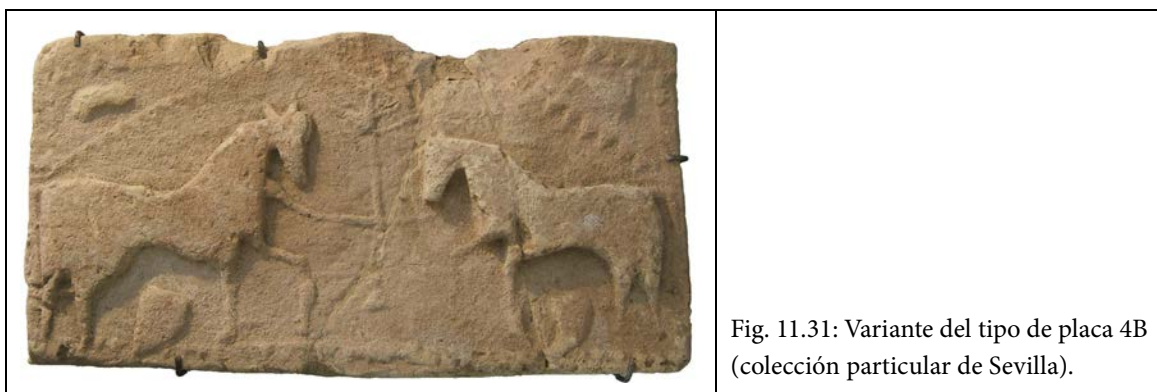 Fig. 11.31: Variante del tipo de placa 4B
(colección particular de Sevilla).